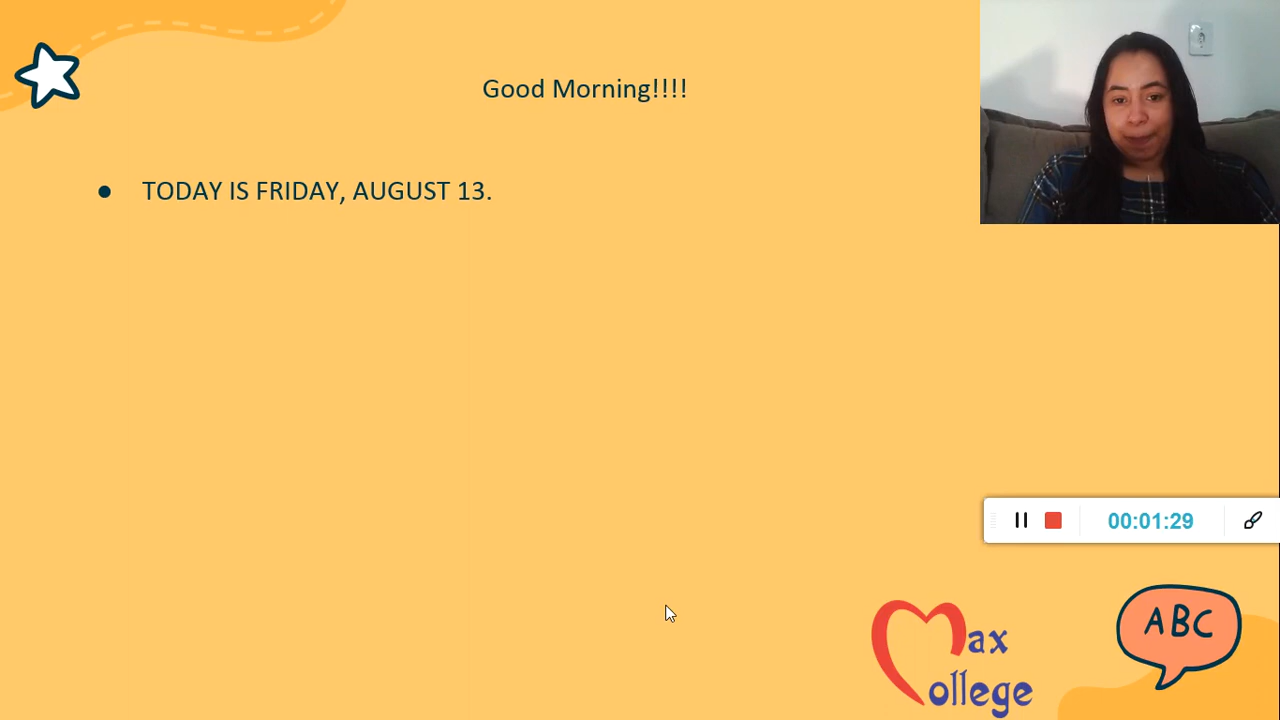 Good Morning!!!!
● TODAY IS FRIDAY, AUGUST 13.
00:01:29
ABC
Max
College